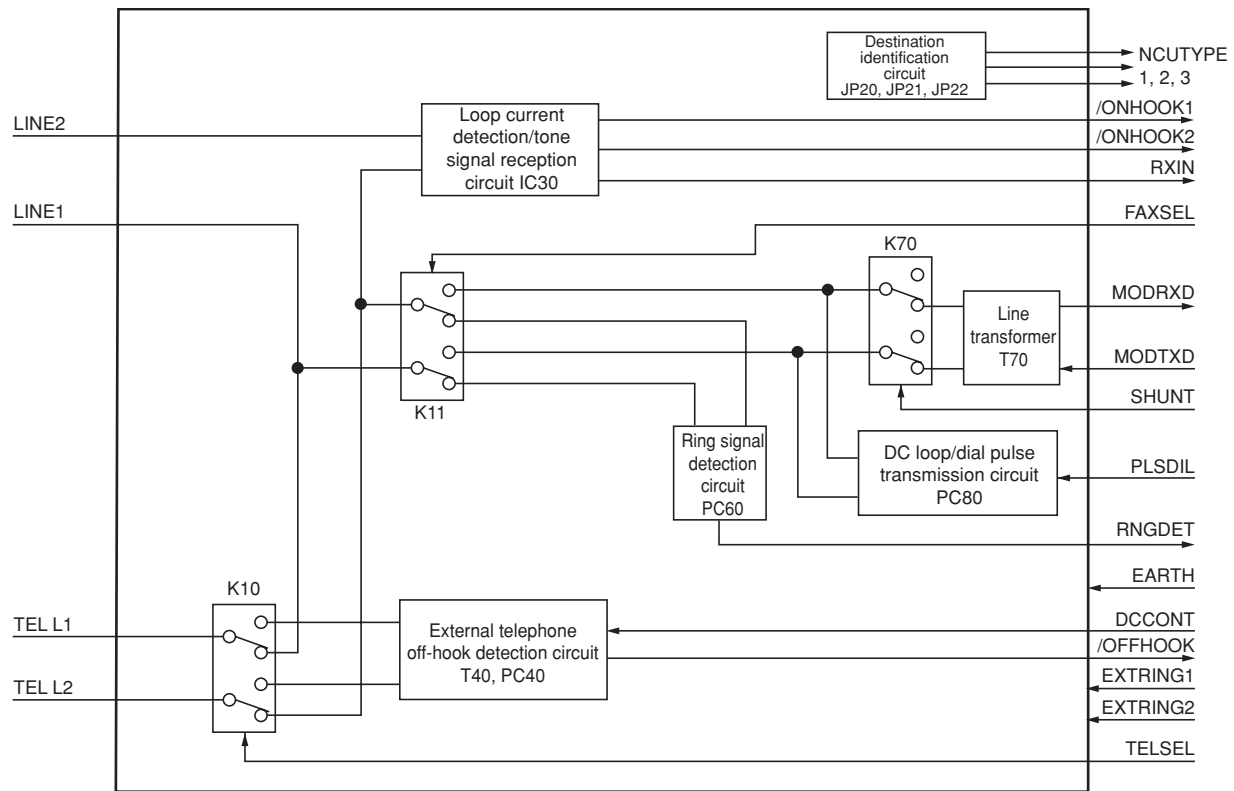 Destination
identification
circuit
JP20, JP21, JP22
NCUTYPE
1, 2, 3
LINE2
Loop current
detection/tone
signal reception
circuit IC30
/ONHOOK1
/ONHOOK2
RXIN
LINE1
FAXSEL
K11
K70
Line
transformer
T70
MODRXD
MODTXD
SHUNT
Ring signal
detection
circuit
PC60
DC loop/dial pulse
transmission circuit
PC80
PLSDIL
RNGDET
EARTH
K10
TEL L1
TEL L2
External telephone
off-hook detection circuit
T40, PC40
DCCONT
/OFFHOOK
EXTRING1
EXTRING2
TELSEL